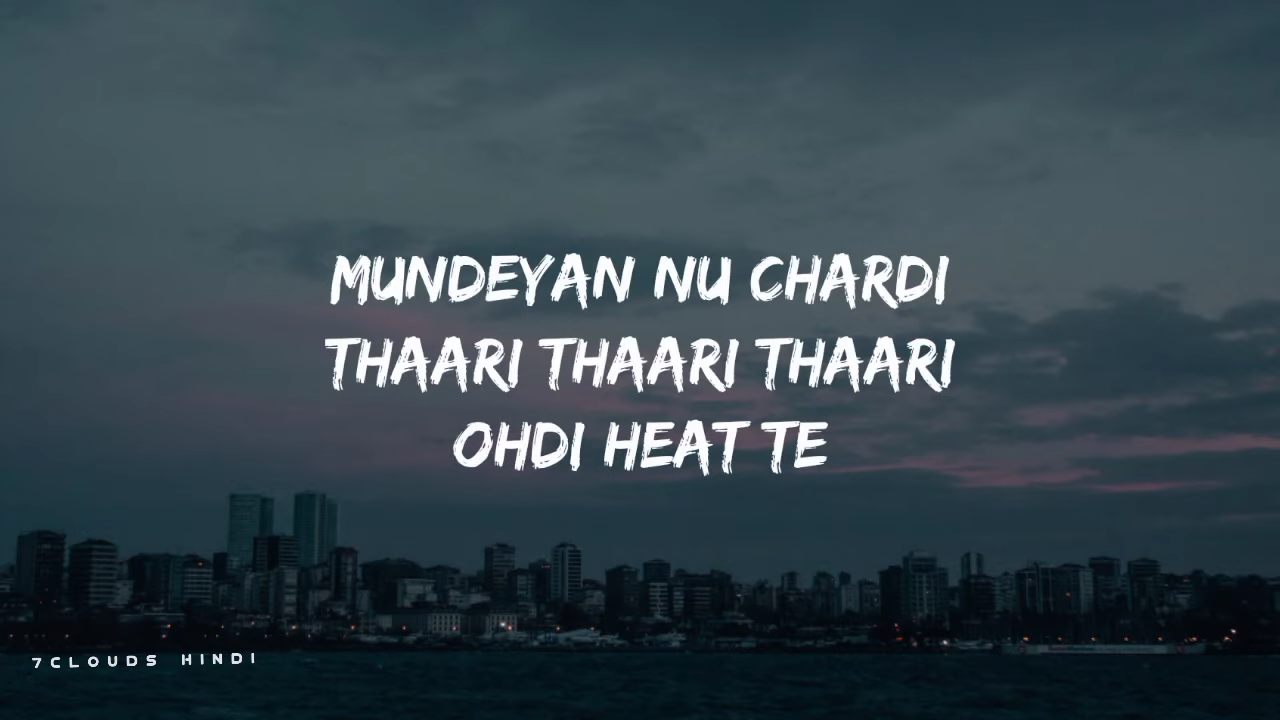 MUNDEYAN NU CHARDI
THAARI THAARI THAARI
OHDI HEAT TE
7CLOUDS HINDI